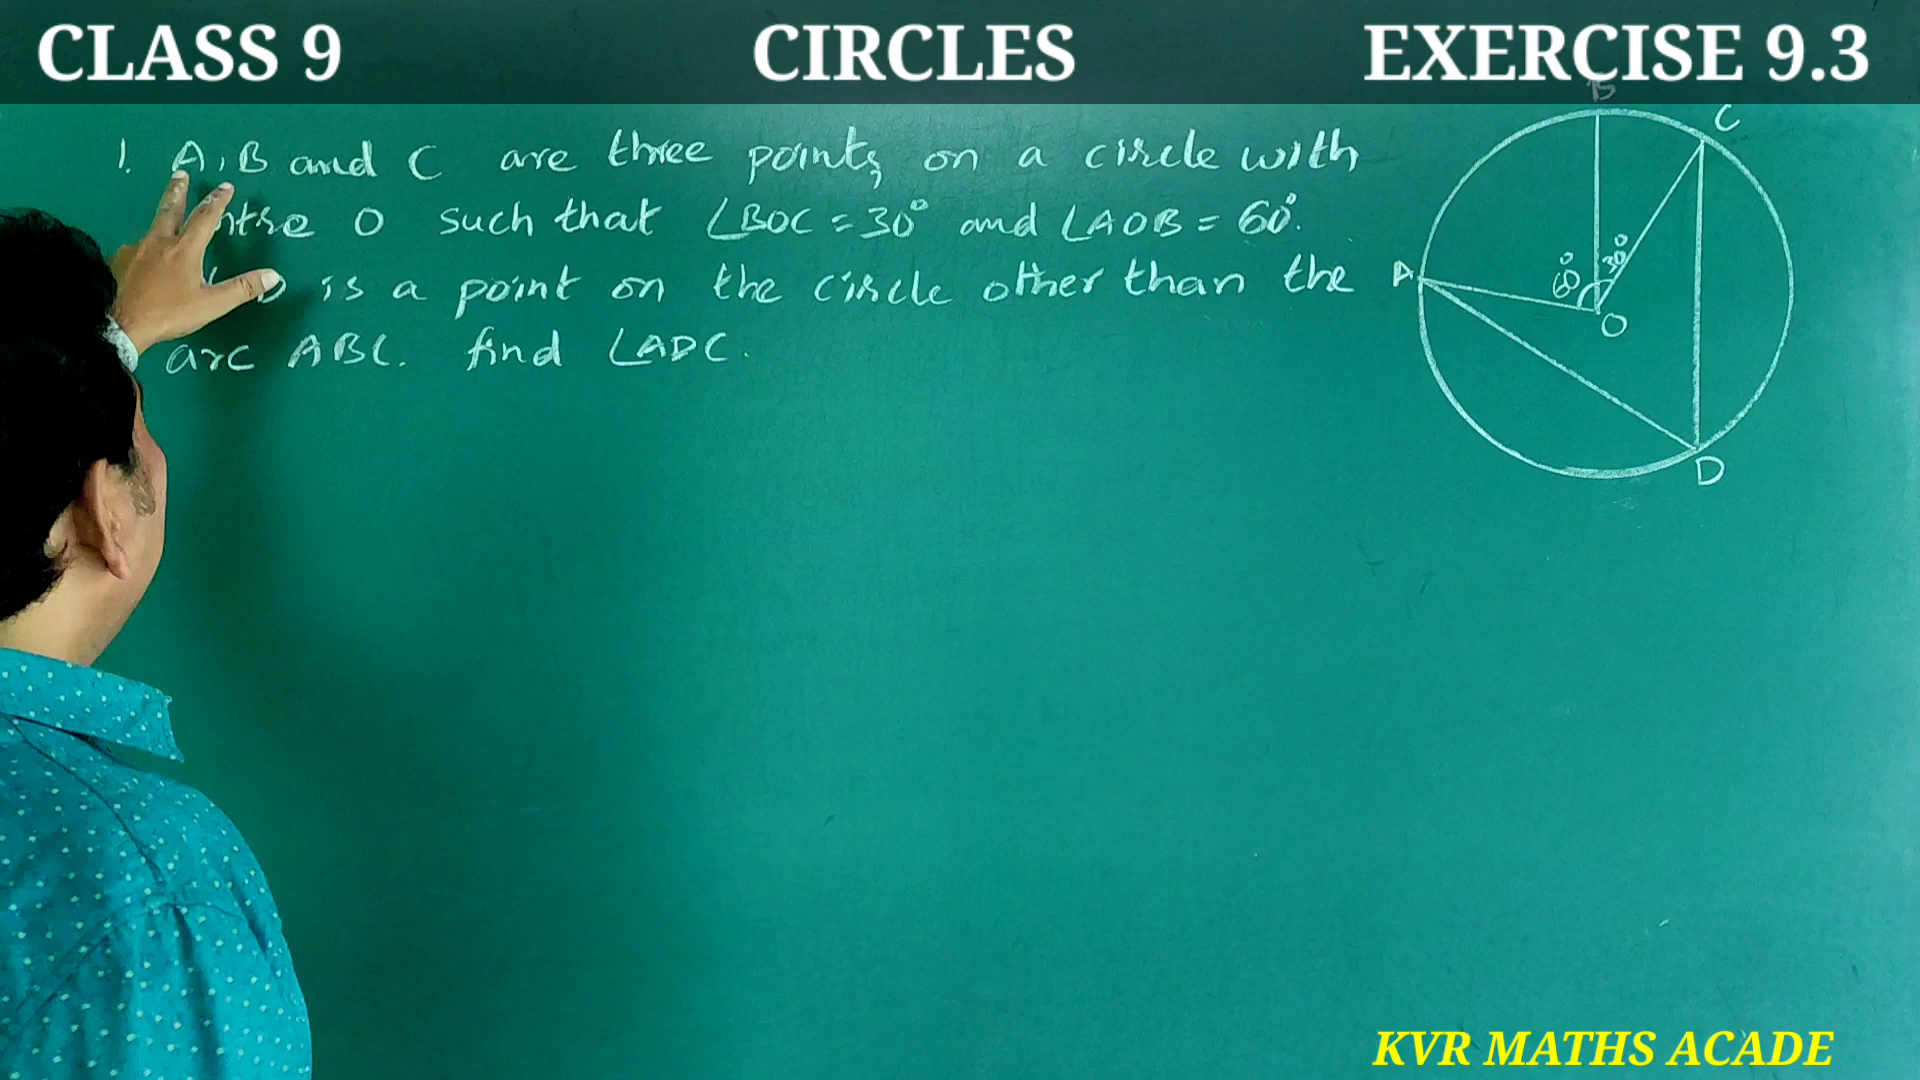 CLASS 9 CIRCLES EXERCISE 9.3
1. A, B and C are three points on a circle with
ntre O such that ∠BOC = 30° and ∠AOB = 60°.
D is a point on the circle other than the
arc ABC. find ∠ADC.
B
C
A
60° 30°
O
D
KVR MATHS ACADE